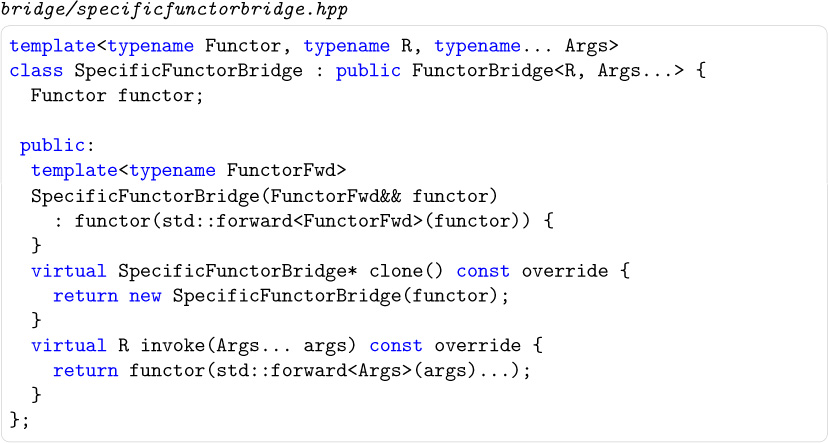 bridge/specificfunctorbridge.hpp
template<typename Functor, typename R, typename... Args>
class SpecificFunctorBridge : public FunctorBridge<R, Args...> {
  Functor functor;

 public:
  template<typename FunctorFwd>
  SpecificFunctorBridge(FunctorFwd&& functor)
    : functor(std::forward<FunctorFwd>(functor)) {
  }
  virtual SpecificFunctorBridge* clone() const override {
    return new SpecificFunctorBridge(functor);
  }
  virtual R invoke(Args... args) const override {
    return functor(std::forward<Args>(args)...);
  }
};